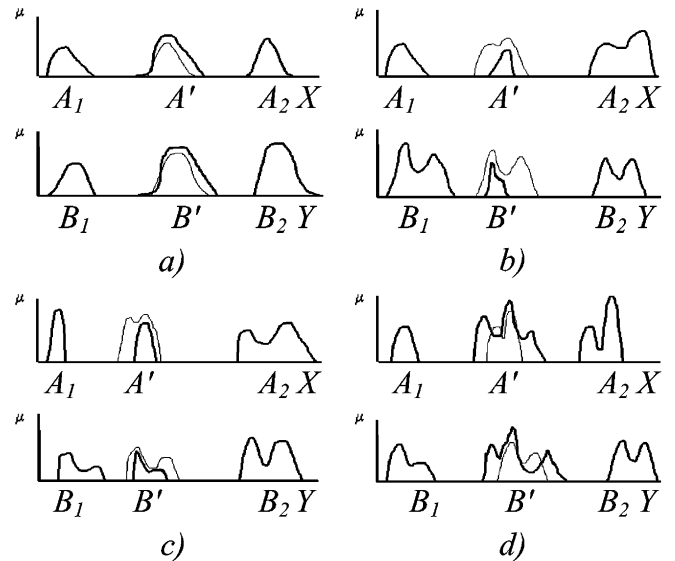 μ μ
A1 A' A2 X A1 A' A2 X
μ μ
B1 B' B2 Y B1 B' B2 Y
a) b)
μ μ
A1 A' A2 X A1 A' A2 X
μ μ
B1 B' B2 Y B1 B' B2 Y
c) d)